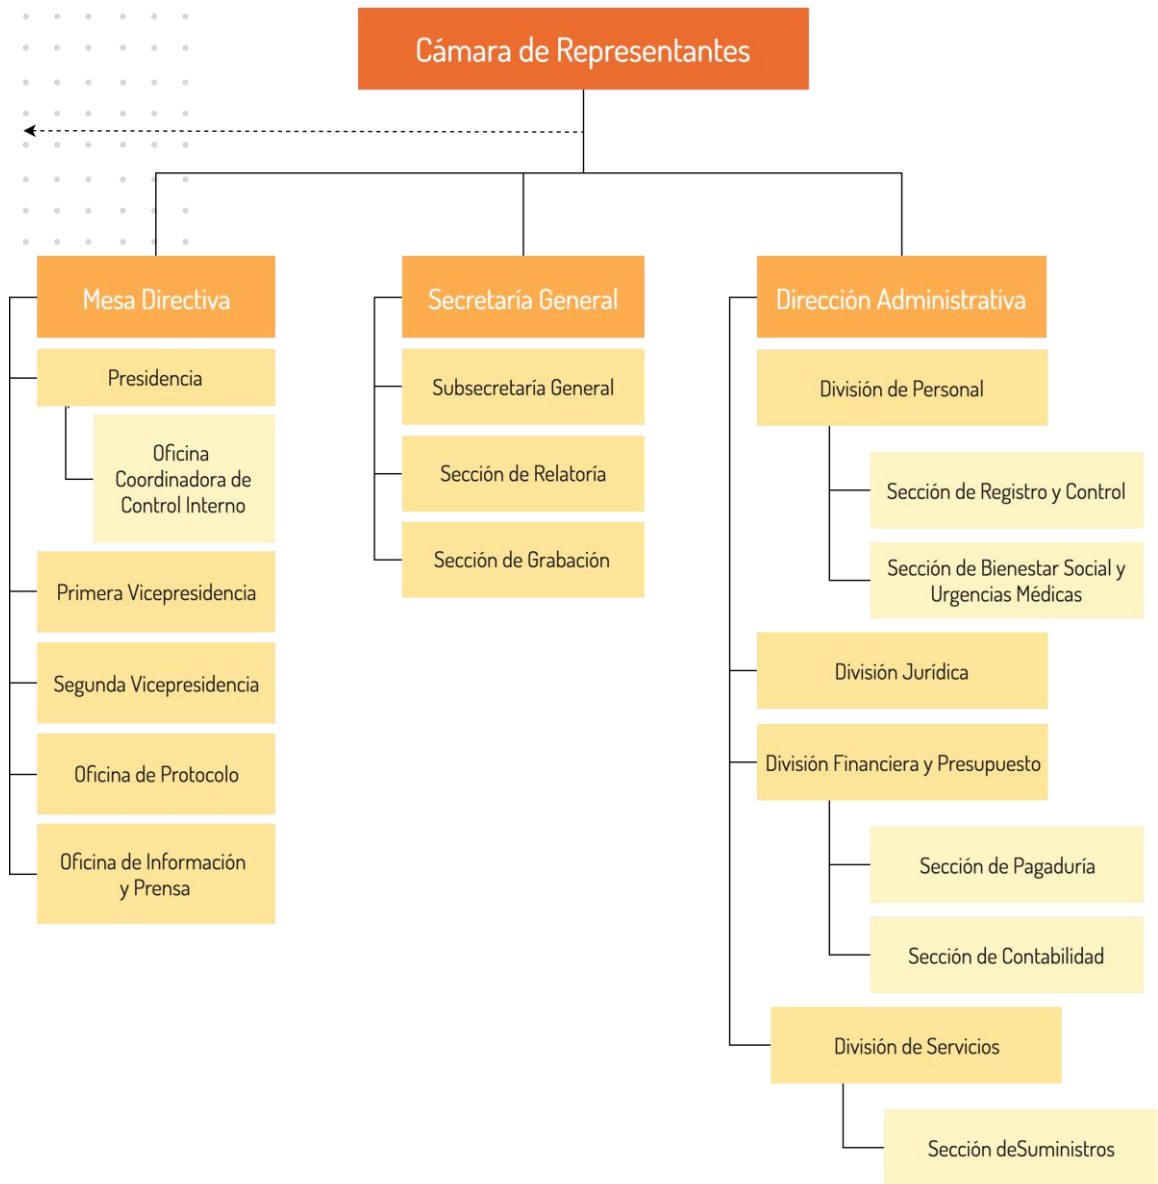 Cámara de Representantes
Mesa Directiva
Presidencia
Oficina
Coordinadora de
Control Interno
Primera Vicepresidencia
Segunda Vicepresidencia
Oficina de Protocolo
Oficina de Información
y Prensa
Secretaría General
Subsecretaría General
Sección de Relatoría
Sección de Grabación
Dirección Administrativa
División de Personal
Sección de Registro y Control
Sección de Bienestar Social y
Urgencias Médicas
División Jurídica
División Financiera y Presupuesto
Sección de Pagaduría
Sección de Contabilidad
División de Servicios
Sección deSuministros